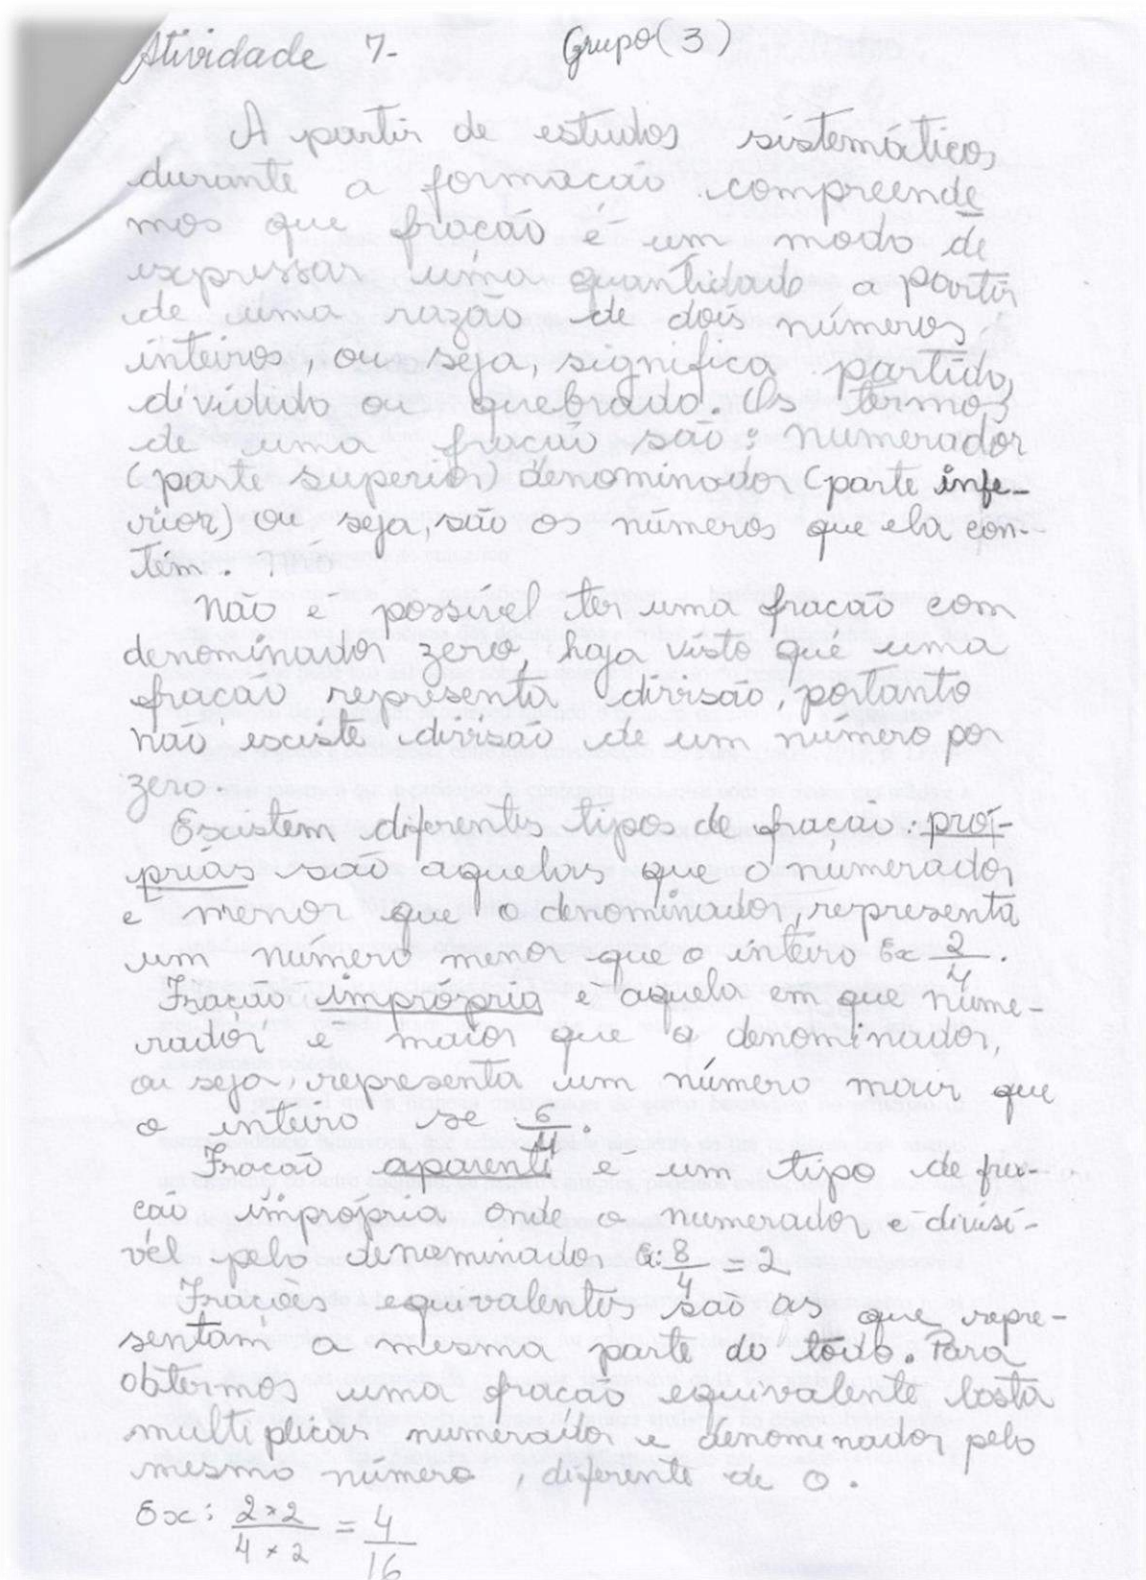 Atividade 7- Grupo (3)
A partir de estudos sistemáticos
durante a formação compreende
mos que fração é um modo de
expressar uma quantidade a partir
de uma razão de dois números
inteiros, ou seja, significa partido,
dividido ou quebrado. Os termos
de uma fração são: numerador
(parte superior) denominador (parte infe-
rior) ou seja, são os números que ela con-
tém.
Não é possível ter uma fração com
denominador zero, haja visto que uma
fração representa divisão, portanto
não existe divisão de um número por
zero.
Existem diferentes tipos de fração: pró-
prias são aquelas que o numerador
é menor que o denominador, representa
um número menor que o inteiro Ex 2/4.
Fração imprópria é aquela em que nume-
rador é maior que o denominador,
ou seja, representa um número maior que
o inteiro se 6/4.
Fração aparente é um tipo de fra-
ção imprópria onde o numerador é divisí-
vel pelo denominador E: 8/4 = 2
Frações equivalentes são as que repre-
sentam a mesma parte do todo. Para
obtermos uma fração equivalente basta
multiplicar numerador e denominador pelo
mesmo número, diferente de 0.
Ex: 2×2/4×2 = 4/16